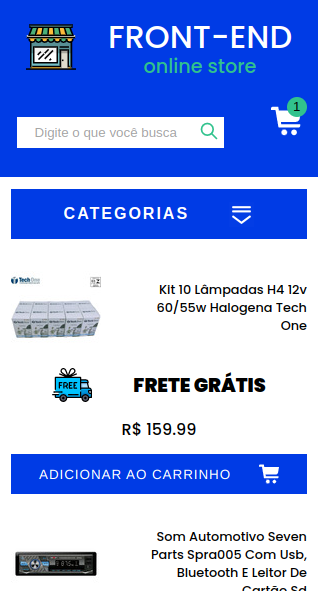 FRONT-END
online store
1
Digite o que você busca
CATEGORIAS
TechOne
Kit 10 Lâmpadas H4 12v
60/55w Halogena Tech
One
FREE
FRETE GRÁTIS
R$ 159.99
ADICIONAR AO CARRINHO
Som Automotivo Seven
Parts Spra005 Com Usb,
Bluetooth E Leitor De
Cartão Sd